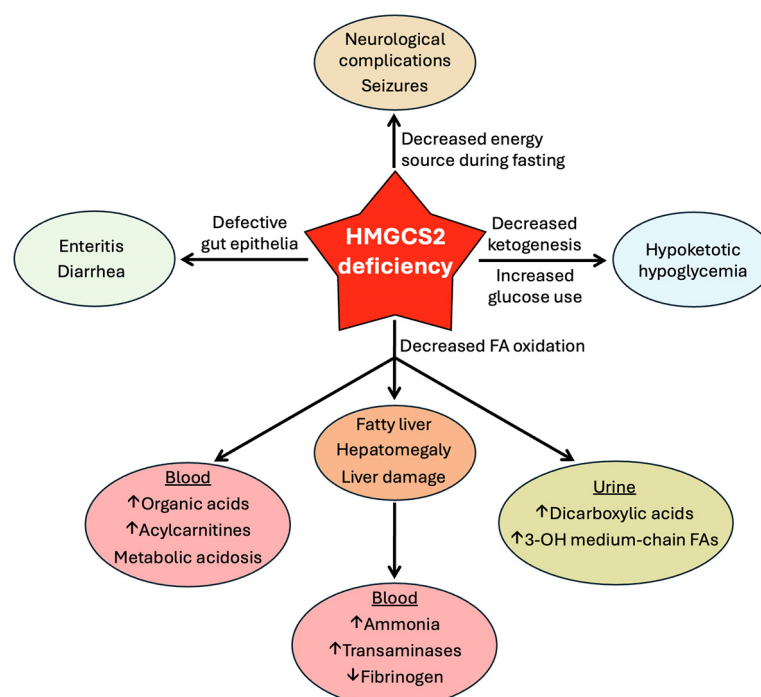 Neurological
complications
Seizures
Decreased energy
source during fasting
Defective
gut epithelia
HMGCS2
deficiency
Decreased
ketogenesis
Increased
glucose use
Enteritis
Diarrhea
Hypoketotic
hypoglycemia
Decreased FA oxidation
Fatty liver
Hepatomegaly
Liver damage
Blood
↑Organic acids
↑Acylcarnitines
Metabolic acidosis
Urine
↑Dicarboxylic acids
↑3-OH medium-chain FAs
Blood
↑Ammonia
↑Transaminases
↓Fibrinogen